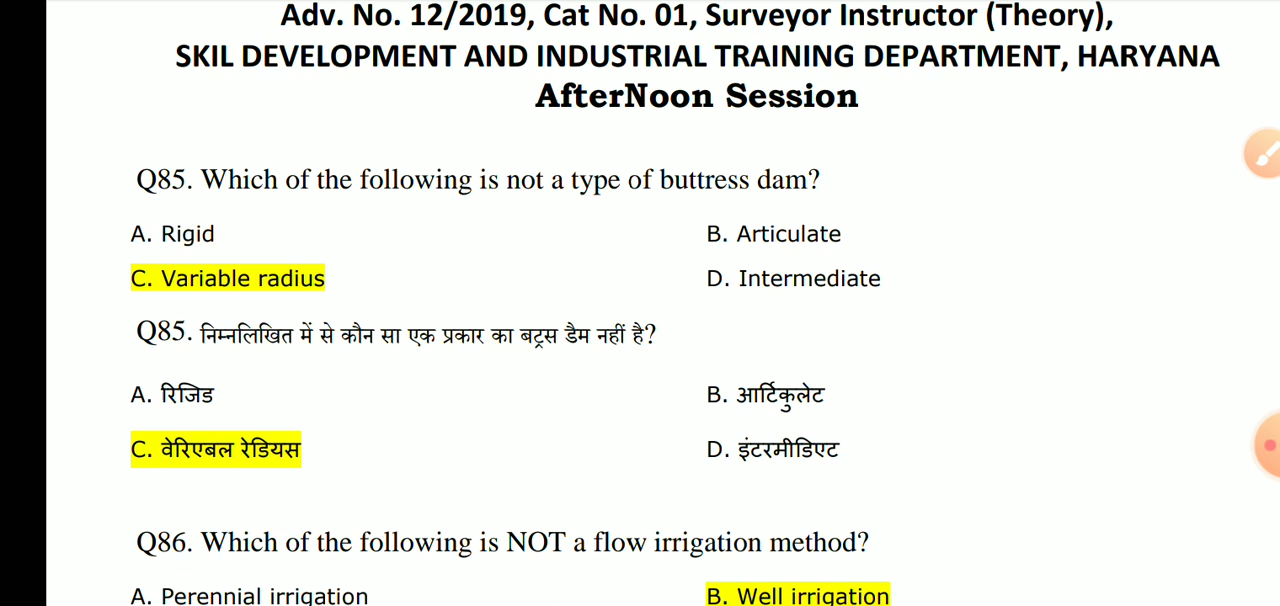 Adv. No. 12/2019, Cat No. 01, Surveyor Instructor (Theory),
SKIL DEVELOPMENT AND INDUSTRIAL TRAINING DEPARTMENT, HARYANA
AfterNoon Session
Q85. Which of the following is not a type of buttress dam?
A. Rigid B. Articulate
C. Variable radius D. Intermediate
Q85. निम्नलिखित में से कौन सा एक प्रकार का बट्रस डैम नहीं है?
A. रिजिड B. आर्टिकुलेट
C. वेरिएबल रेडियस D. इंटरमीडिएट
Q86. Which of the following is NOT a flow irrigation method?
A. Perennial irrigation B. Well irrigation